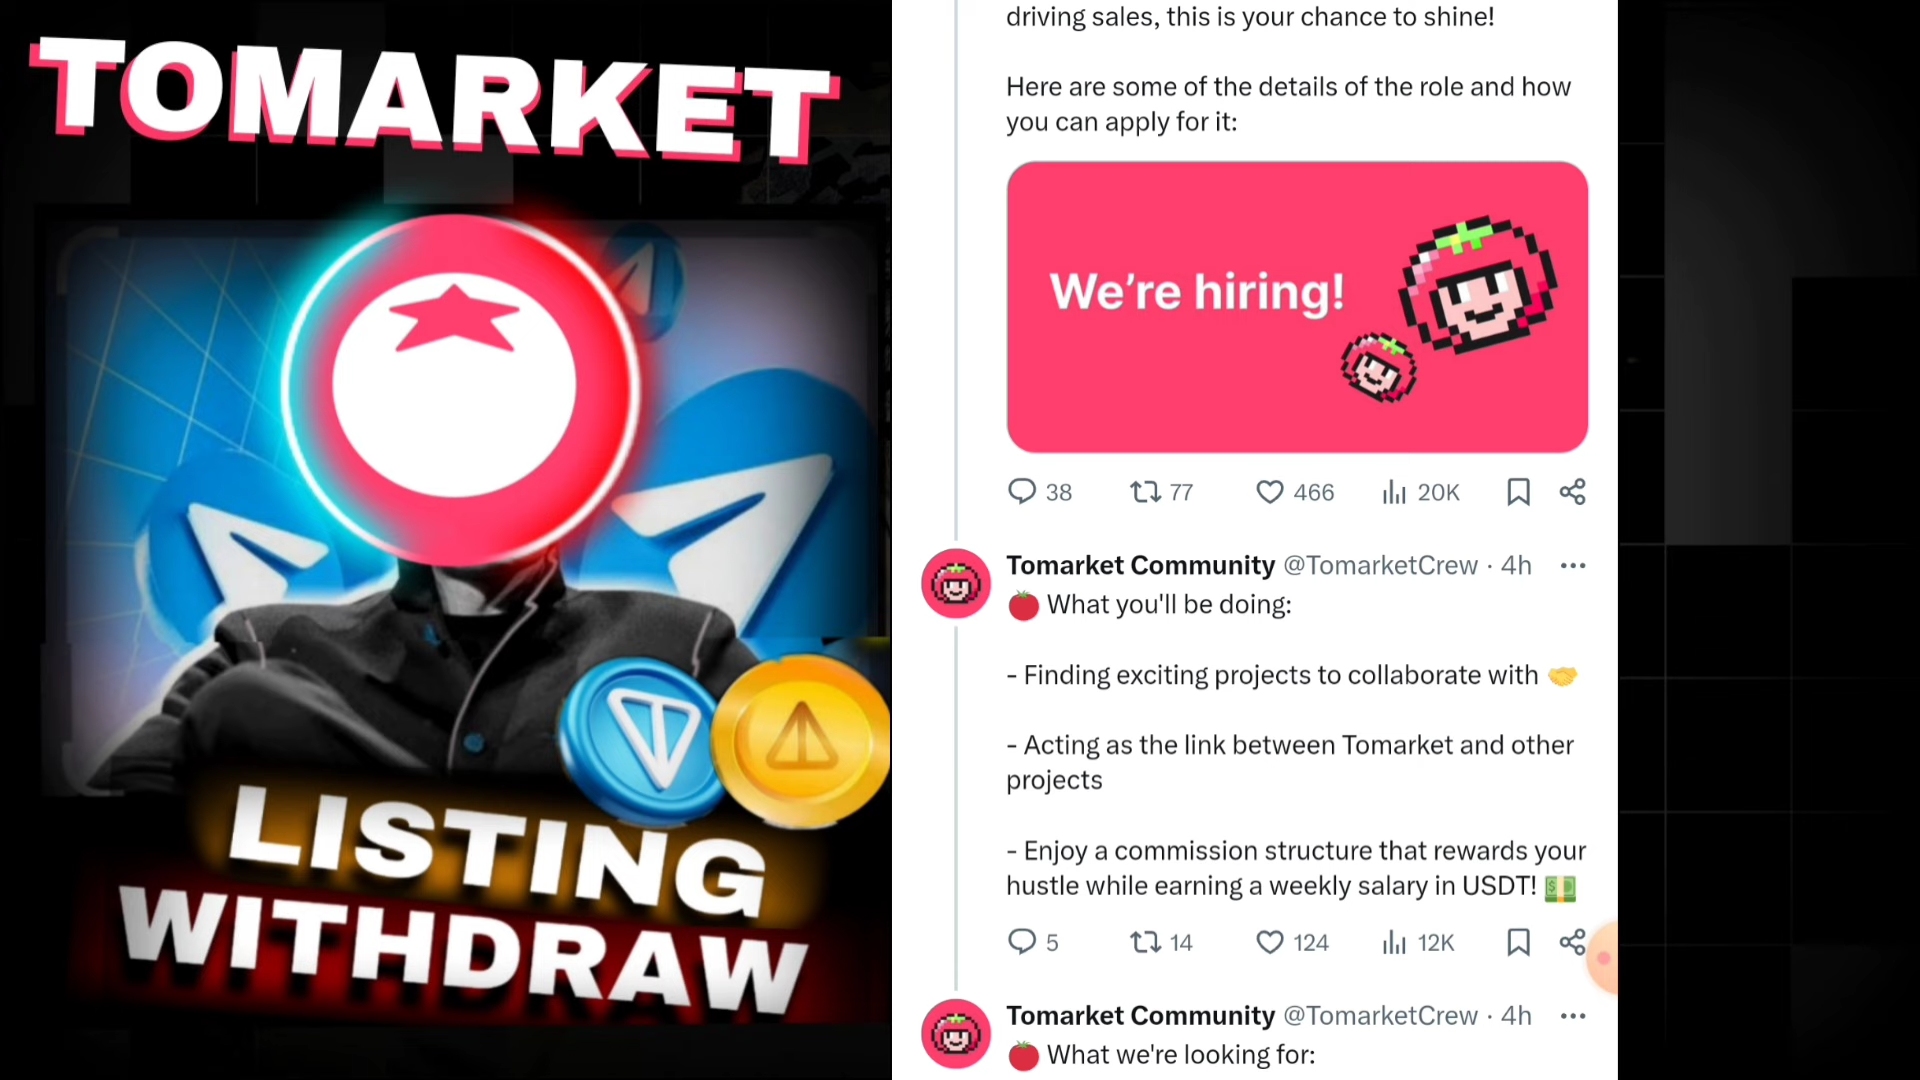 TOMARKET
LISTING
WITHDRAW
driving sales, this is your chance to shine!
Here are some of the details of the role and how
you can apply for it:
We’re hiring!
38 77 466 20K
Tomarket Community @TomarketCrew · 4h
🍅 What you'll be doing:
- Finding exciting projects to collaborate with 🤝
- Acting as the link between Tomarket and other
projects
- Enjoy a commission structure that rewards your
hustle while earning a weekly salary in USDT! 💵
5 14 124 12K
Tomarket Community @TomarketCrew · 4h
🍅 What we're looking for: